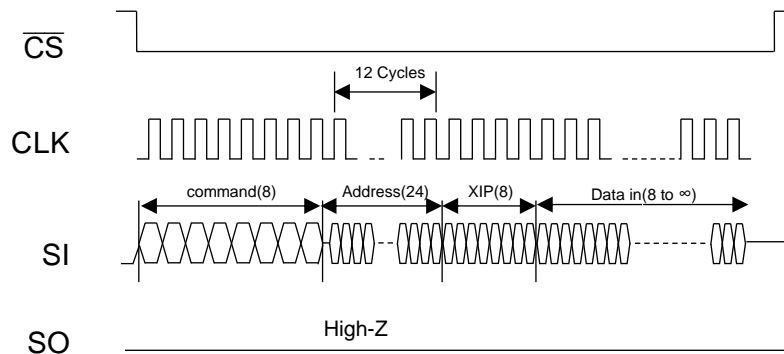 CS
12 Cycles
CLK
command(8)
Address(24)
XIP(8)
Data in(8 to ∞)
SI
High-Z
SO